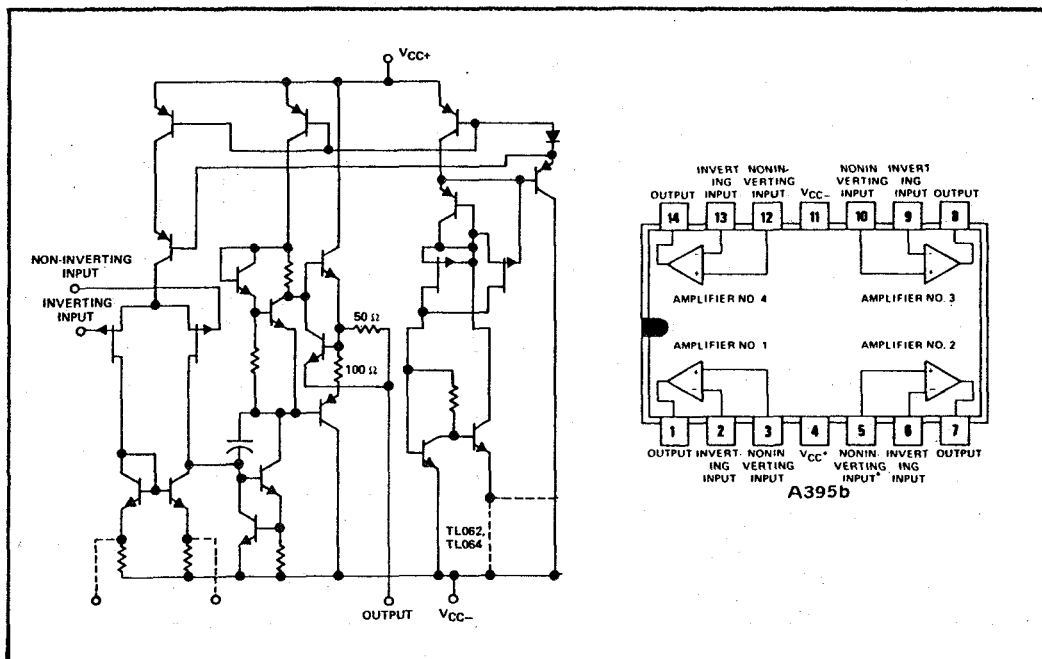 VCC+
NON-INVERTING
INPUT
INVERTING
INPUT
50 Ω
100 Ω
TL062,
TL064
OUTPUT
VCC–
OUTPUT
INVERT
ING
INPUT
NONIN-
VERTING
INPUT
VCC–
NONIN
VERTING
INPUT
INVERT
ING
INPUT
OUTPUT
14
13
12
11
10
9
8
AMPLIFIER NO. 4
AMPLIFIER NO. 3
AMPLIFIER NO. 1
AMPLIFIER NO. 2
1
2
3
4
5
6
7
OUTPUT
INVERT-
ING
INPUT
NONIN
VERTING
INPUT
VCC+
NONIN-
VERTING
INPUT
INVERT
ING
INPUT
OUTPUT
A395b